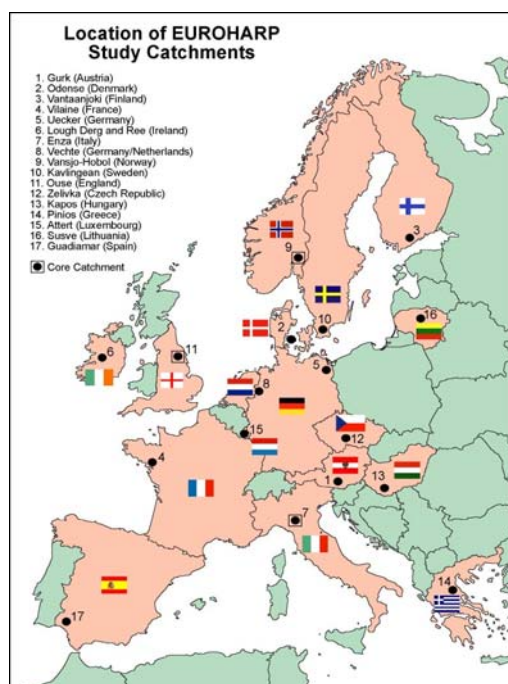 Location of EUROHARP
Study Catchments
1. Gurk (Austria)
2. Odense (Denmark)
3. Vantaanjoki (Finland)
4. Vilaine (France)
5. Uecker (Germany)
6. Lough Derg and Ree (Ireland)
7. Enza (Italy)
8. Vechte (Germany/Netherlands)
9. Vansjo-Hobol (Norway)
10. Kavlingean (Sweden)
11. Ouse (England)
12. Zelivka (Czech Republic)
13. Kapos (Hungary)
14. Pinios (Greece)
15. Attert (Luxembourg)
16. Susve (Lithuania)
17. Guadiamar (Spain)
Core Catchment
3
9
16
10
2
11
6
5
8
15
12
4
1
13
7
14
17